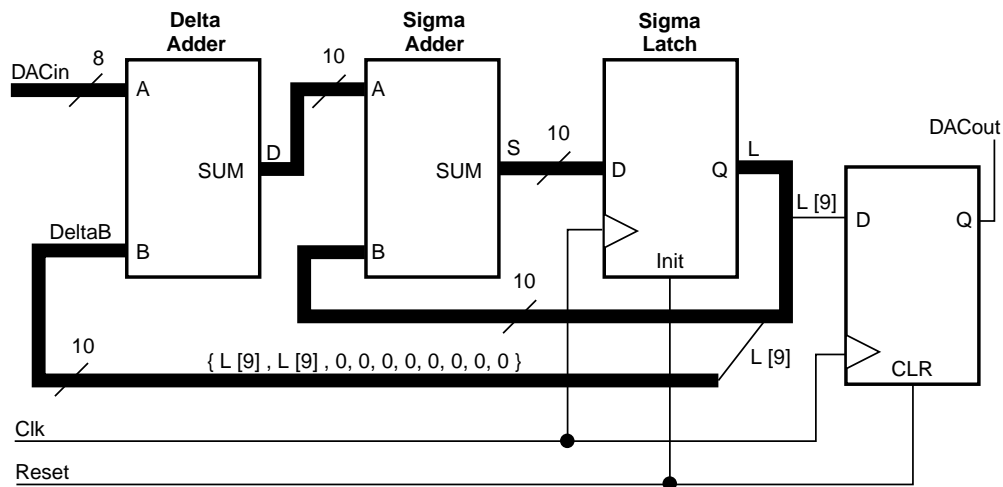 Delta
Adder
Sigma
Adder
Sigma
Latch
DACin
8
A
SUM
D
10
A
SUM
S
10
D
Q
L
DACout
L [9]
D
Q
DeltaB
B
B
Init
10
10
{ L [9] , L [9] , 0, 0, 0, 0, 0, 0, 0, 0 }
L [9]
CLR
Clk
Reset